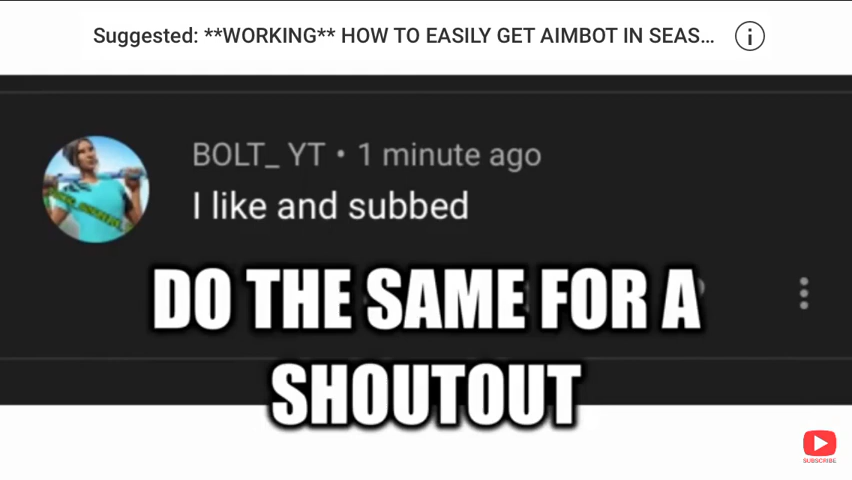 Suggested: **WORKING** HOW TO EASILY GET AIMBOT IN SEAS...
BOLT_ YT • 1 minute ago
I like and subbed
DO THE SAME FOR A
SHOUTOUT
SUBSCRIBE